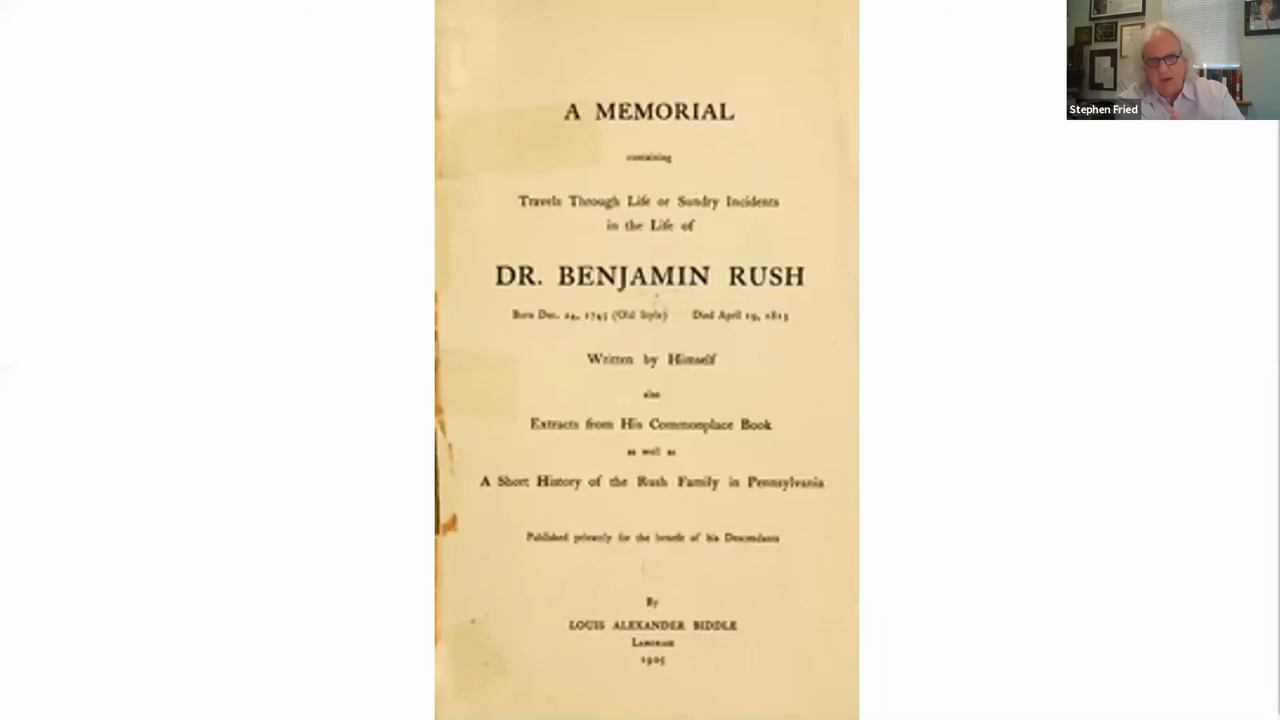 A MEMORIAL
containing
Travels Through Life or Sundry Incidents
in the Life of
DR. BENJAMIN RUSH
Born Dec. 24, 1745 (Old Style) Died April 19, 1813
Written by Himself
also
Extracts from His Commonplace Book
as well as
A Short History of the Rush Family in Pennsylvania
Published privately for the benefit of his Descendants
By
LOUIS ALEXANDER BIDDLE
Lanoraie
1905
Stephen Fried